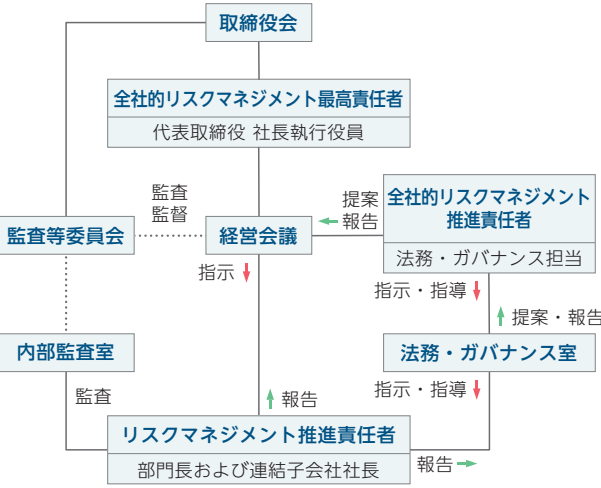 取締役会
全社的リスクマネジメント最高責任者
代表取締役 社長執行役員
監査
監督
提案
報告
全社的リスクマネジメント
推進責任者
法務・ガバナンス担当
監査等委員会
経営会議
指示
指示・指導
提案・報告
内部監査室
法務・ガバナンス室
監査
報告
指示・指導
リスクマネジメント推進責任者
部門長および連結子会社社長
報告